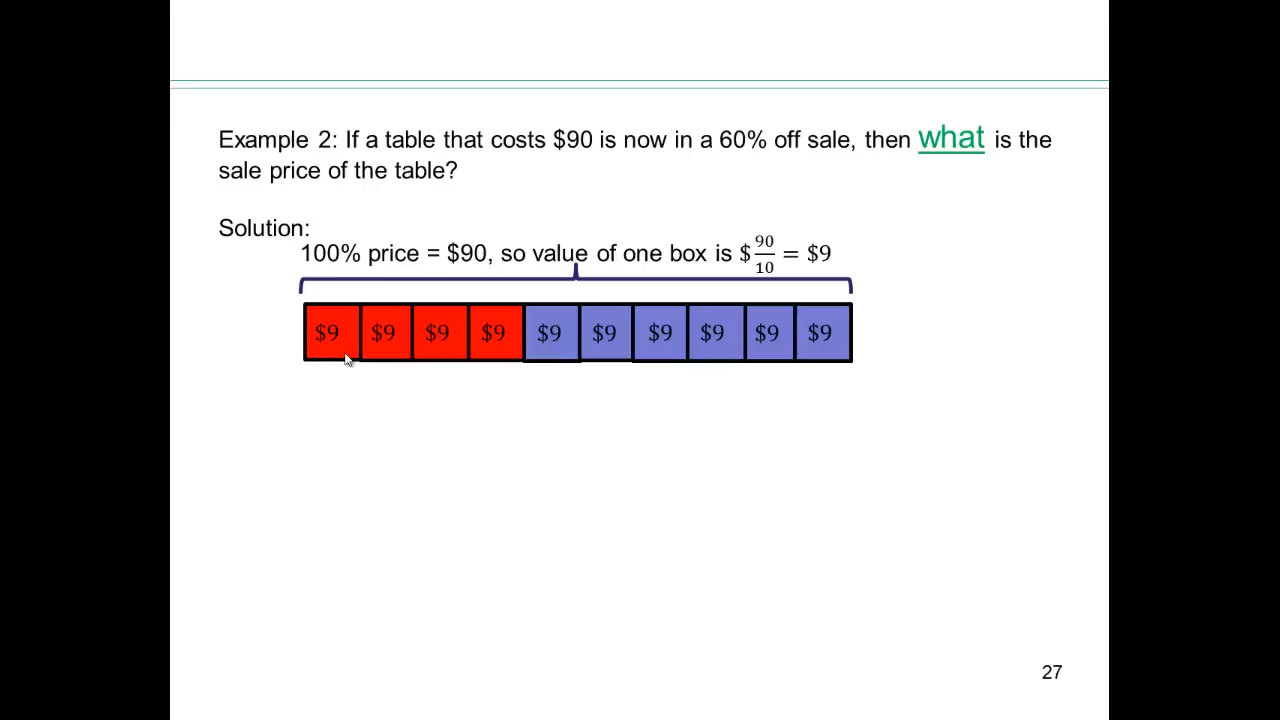 Example 2: If a table that costs $90 is now in a 60% off sale, then what is the
sale price of the table?
Solution:
100% price = $90, so value of one box is $90/10 = $9
$9 $9 $9 $9 $9 $9 $9 $9 $9 $9
27